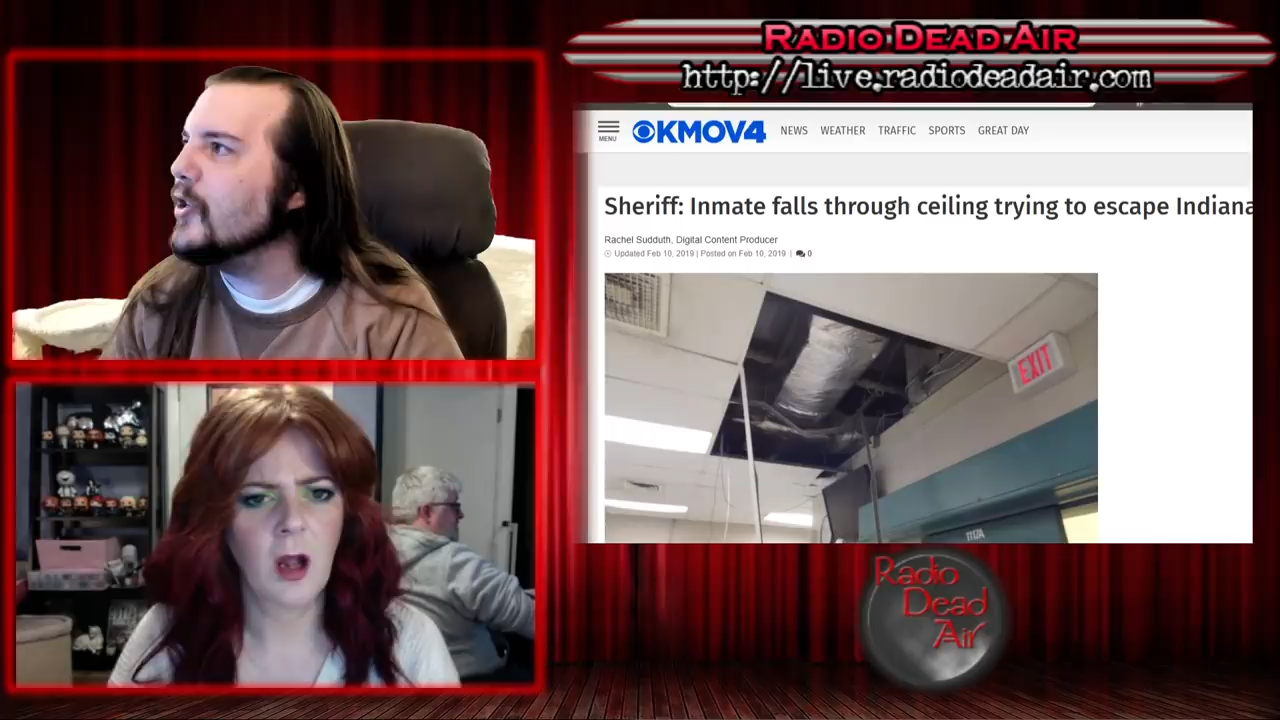 Radio Dead Air
http://live.radiodeadair.com
MENU
KMOV4
NEWS WEATHER TRAFFIC SPORTS GREAT DAY
Sheriff: Inmate falls through ceiling trying to escape Indiana
Rachel Sudduth, Digital Content Producer
Updated Feb 10, 2019 | Posted on Feb 10, 2019 | 0
EXIT
Radio
Dead
Air